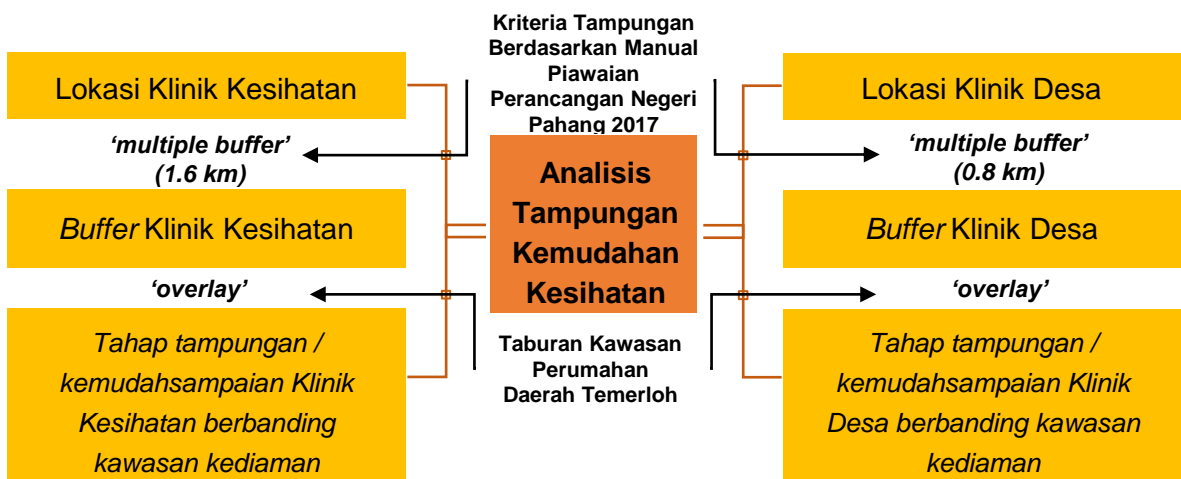 Lokasi Klinik Kesihatan
‘multiple buffer’
(1.6 km)
Buffer Klinik Kesihatan
‘overlay’
Tahap tampungan /
kemudahsampaian Klinik
Kesihatan berbanding
kawasan kediaman
Kriteria Tampungan
Berdasarkan Manual
Piawaian
Perancangan Negeri
Pahang 2017
Analisis
Tampungan
Kemudahan
Kesihatan
Taburan Kawasan
Perumahan
Daerah Temerloh
Lokasi Klinik Desa
‘multiple buffer’
(0.8 km)
Buffer Klinik Desa
‘overlay’
Tahap tampungan /
kemudahsampaian Klinik
Desa berbanding kawasan
kediaman